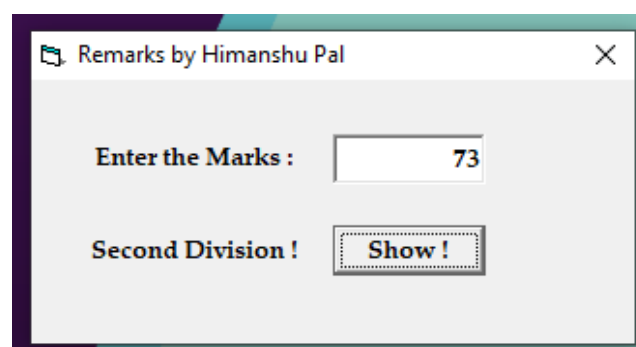 Remarks by Himanshu Pal
Enter the Marks : 73
Second Division ! Show !